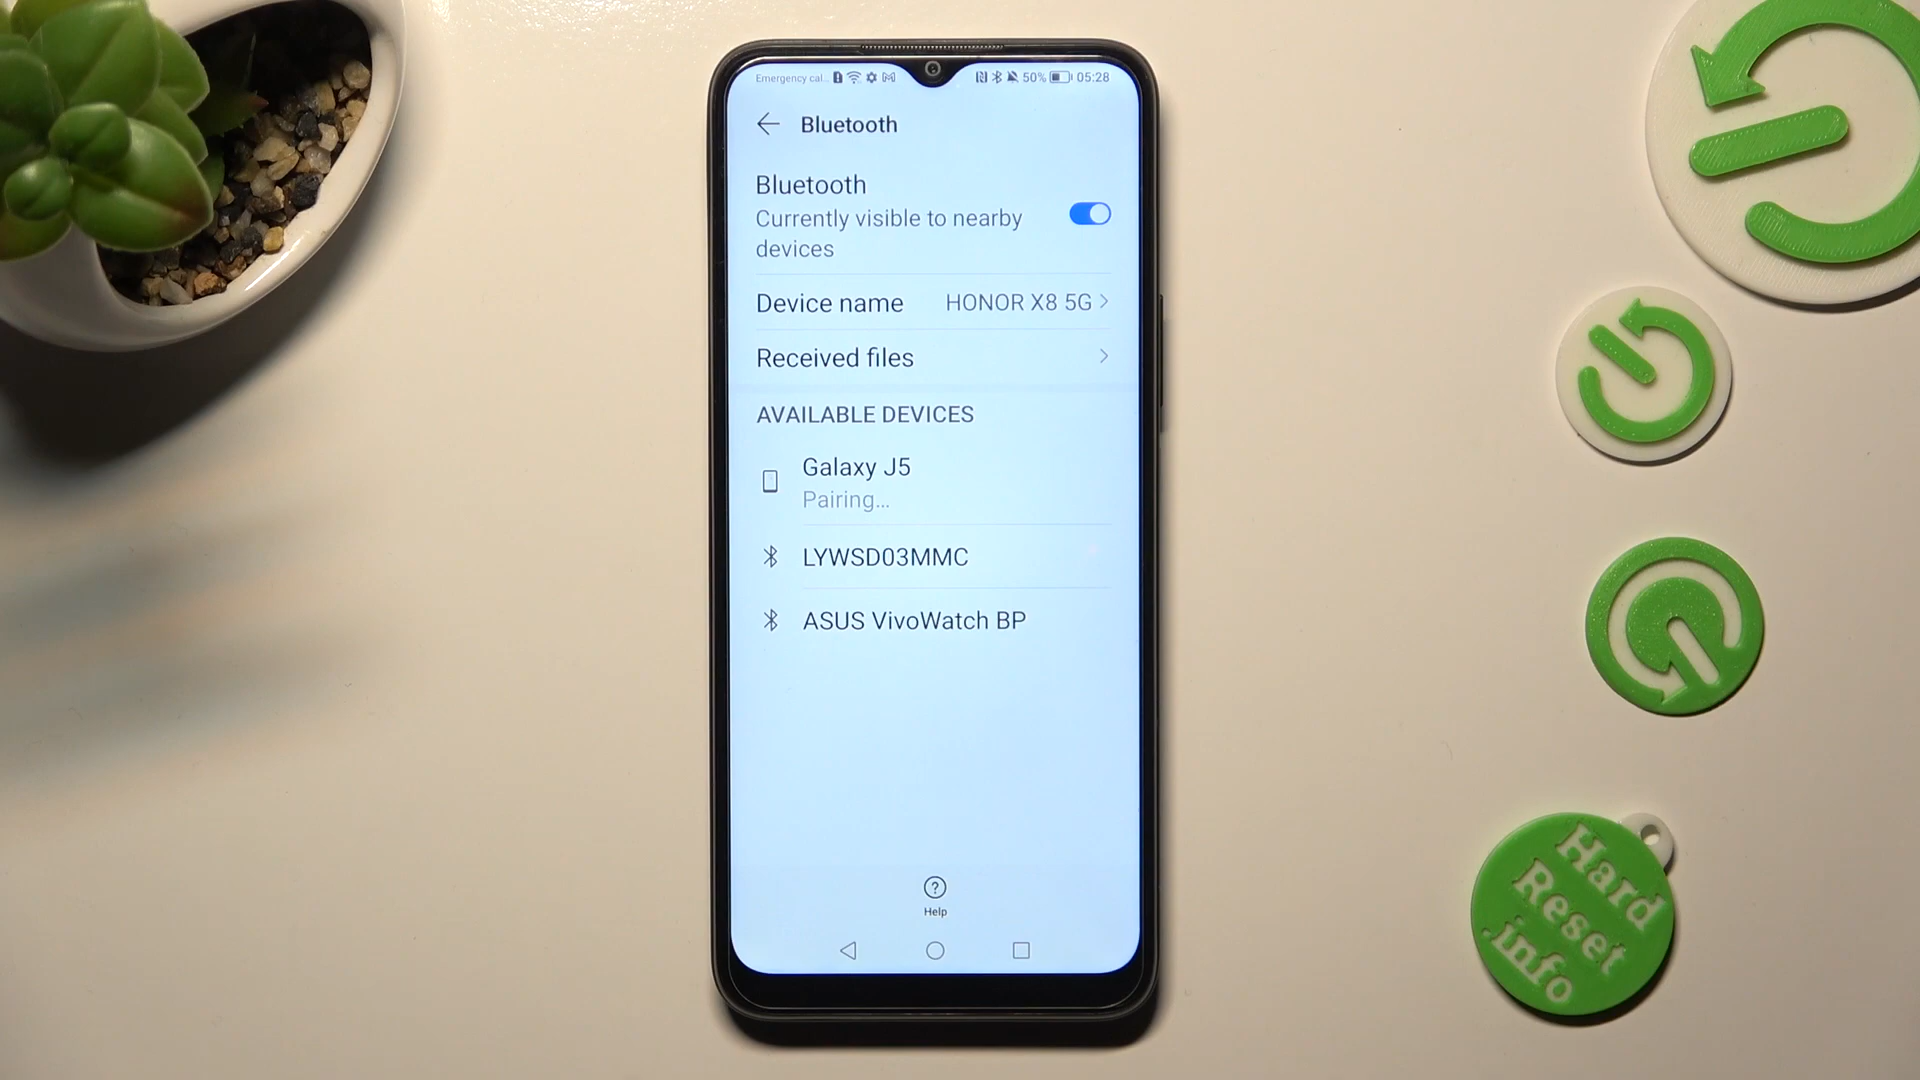 Emergency cal... 50% 05:28
Bluetooth
Bluetooth
Currently visible to nearby
devices
Device name HONOR X8 5G
Received files
AVAILABLE DEVICES
Galaxy J5
Pairing...
LYWSD03MMC
ASUS VivoWatch BP
? Help
Hard
Reset
.info